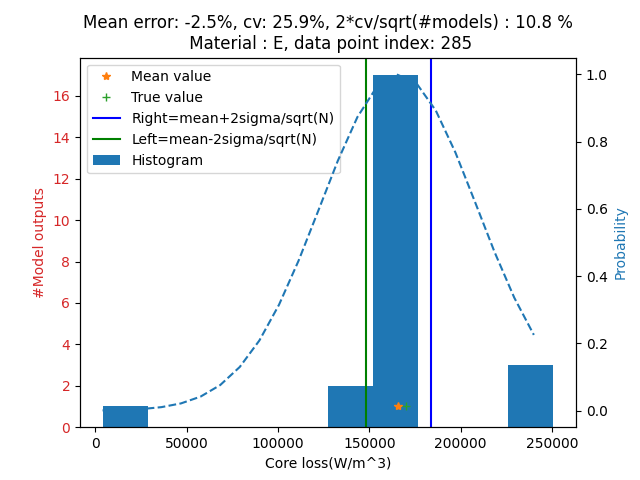 Mean error: -2.5%, cv: 25.9%, 2*cv/sqrt(#models) : 10.8 %
Material : E, data point index: 285
Mean value
True value
Right=mean+2sigma/sqrt(N)
Left=mean-2sigma/sqrt(N)
Histogram
#Model outputs
16
14
12
10
8
6
4
2
0
1.0
0.8
0.6
0.4
0.2
0.0
Probability
0 50000 100000 150000 200000 250000
Core loss(W/m^3)